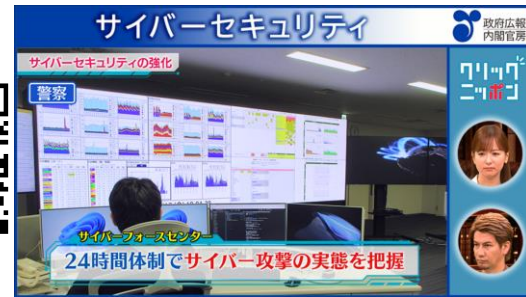 サイバーセキュリティ
政府広報
内閣官房
サイバーセキュリティの強化
クリックニッポン
警察
サイバーフォースセンター
24時間体制でサイバー攻撃の実態を把握